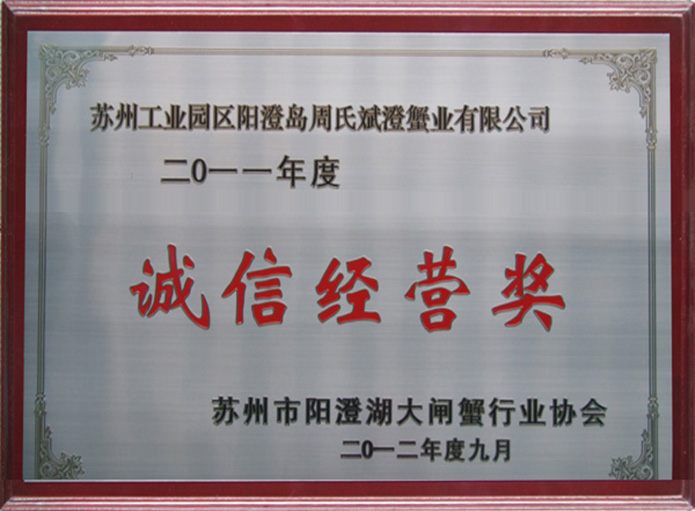 苏州工业园区阳澄岛周氏斌澄蟹业有限公司
二0一一年度
诚信经营奖
苏州市阳澄湖大闸蟹行业协会
二0一二年度九月